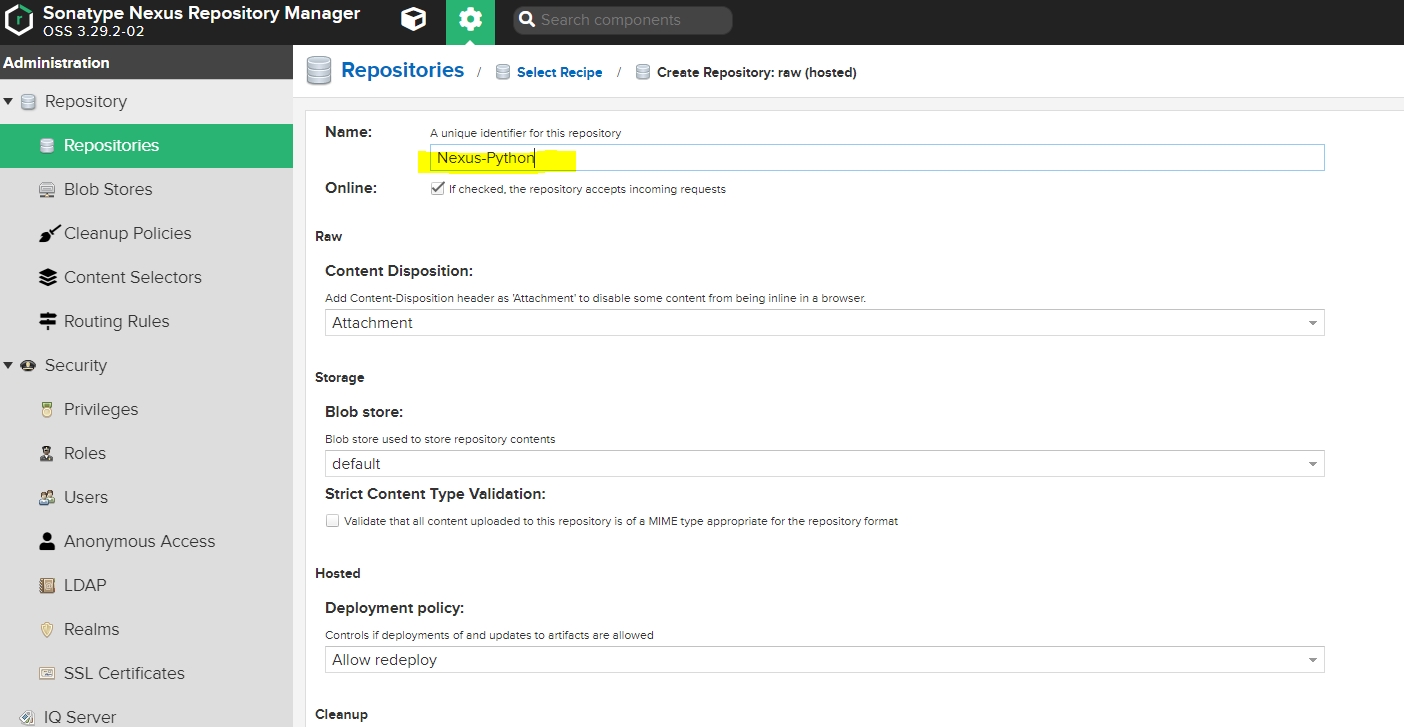 Sonatype Nexus Repository Manager
OSS 3.29.2-02
Search components
Administration
Repository
Repositories
Blob Stores
Cleanup Policies
Content Selectors
Routing Rules
Security
Privileges
Roles
Users
Anonymous Access
LDAP
Realms
SSL Certificates
IQ Server
Repositories / Select Recipe / Create Repository: raw (hosted)
Name: A unique identifier for this repository
Nexus-Python
Online: If checked, the repository accepts incoming requests
Raw
Content Disposition:
Add Content-Disposition header as 'Attachment' to disable some content from being inline in a browser.
Attachment
Storage
Blob store:
Blob store used to store repository contents
default
Strict Content Type Validation:
Validate that all content uploaded to this repository is of a MIME type appropriate for the repository format
Hosted
Deployment policy:
Controls if deployments of and updates to artifacts are allowed
Allow redeploy
Cleanup